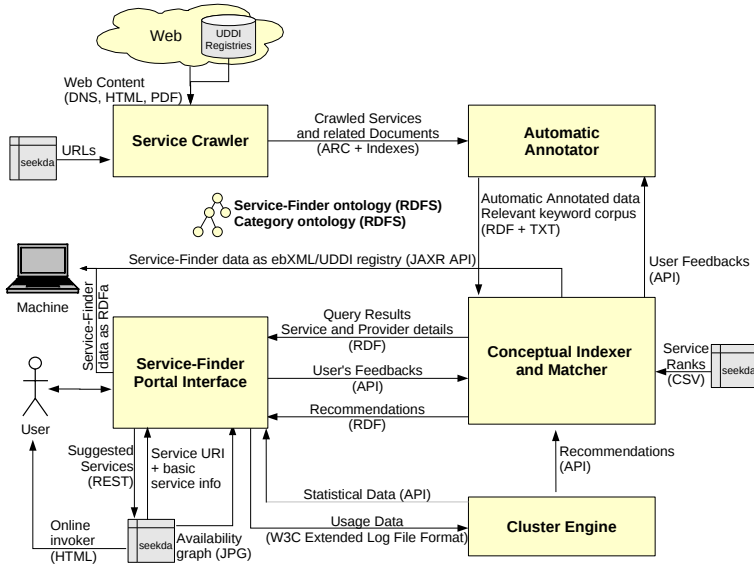 Web
UDDI
Registries
Web Content
(DNS, HTML, PDF)
Service Crawler
Crawled Services
and related Documents
(ARC + Indexes)
Automatic
Annotator
seekda
URLs
Service-Finder ontology (RDFS)
Category ontology (RDFS)
Automatic Annotated data
Relevant keyword corpus
(RDF + TXT)
User Feedbacks
(API)
Service-Finder data as ebXML/UDDI registry (JAXR API)
Machine
Service-Finder
data as RDFa
Query Results
Service and Provider details
(RDF)
Service-Finder
Portal Interface
User's Feedbacks
(API)
Recommendations
(RDF)
Conceptual Indexer
and Matcher
Service
Ranks
(CSV)
seekda
User
Suggested
Services
(REST)
Service URI
+ basic
service info
Recommendations
(API)
Statistical Data (API)
Usage Data
(W3C Extended Log File Format)
Cluster Engine
Online
invoker
(HTML)
seekda
Availability
graph (JPG)